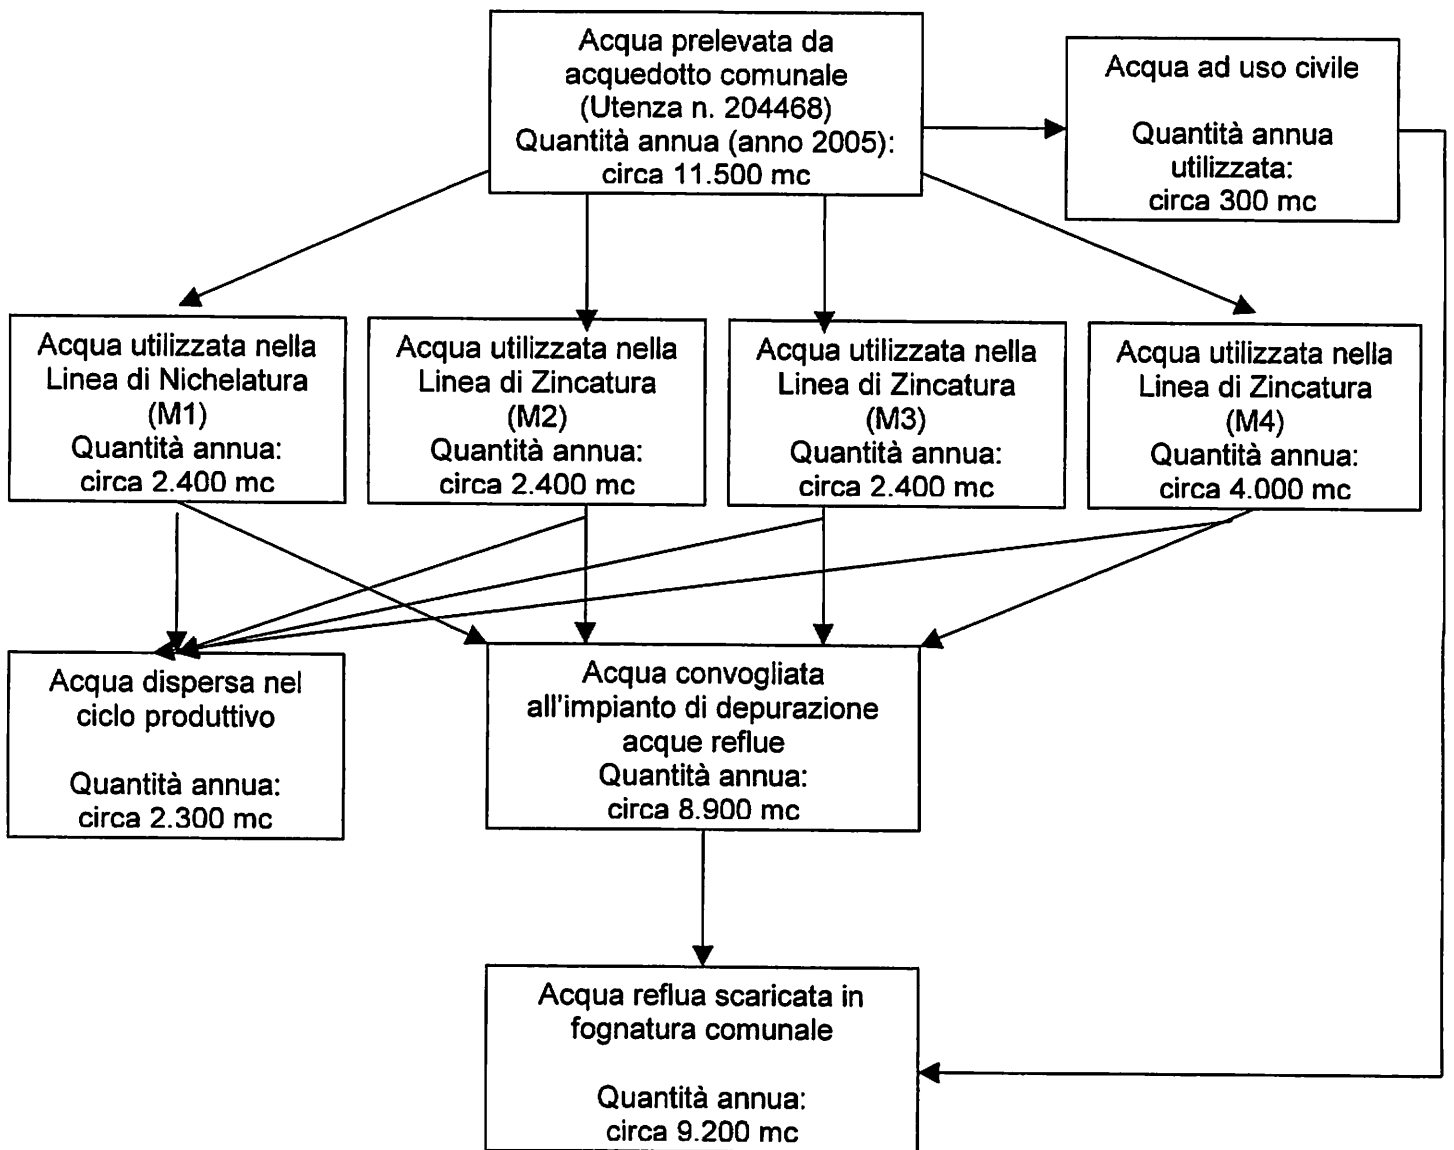 Acqua prelevata da
acquedotto comunale
(Utenza n. 204468)
Quantità annua (anno 2005):
circa 11.500 mc
Acqua ad uso civile
Quantità annua
utilizzata:
circa 300 mc
Acqua utilizzata nella
Linea di Nichelatura
(M1)
Quantità annua:
circa 2.400 mc
Acqua utilizzata nella
Linea di Zincatura
(M2)
Quantità annua:
circa 2.400 mc
Acqua utilizzata nella
Linea di Zincatura
(M3)
Quantità annua:
circa 2.400 mc
Acqua utilizzata nella
Linea di Zincatura
(M4)
Quantità annua:
circa 4.000 mc
Acqua dispersa nel
ciclo produttivo
Quantità annua:
circa 2.300 mc
Acqua convogliata
all'impianto di depurazione
acque reflue
Quantità annua:
circa 8.900 mc
Acqua reflua scaricata in
fognatura comunale
Quantità annua:
circa 9.200 mc